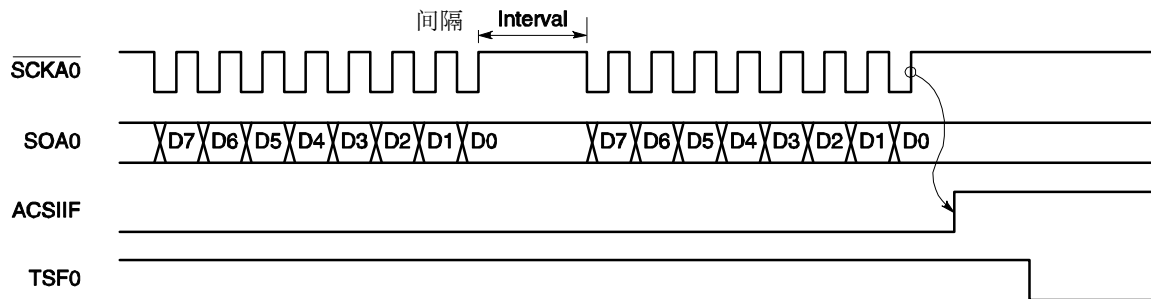 间隔 Interval
SCKA0
SOA0 D7 D6 D5 D4 D3 D2 D1 D0 D7 D6 D5 D4 D3 D2 D1 D0
ACSIIF
TSF0